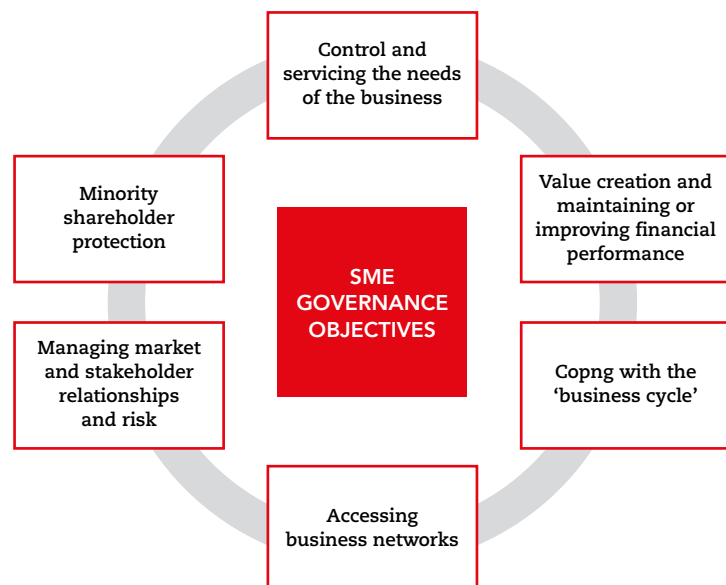 Control and
servicing the needs
of the business
Minority
shareholder
protection
Value creation and
maintaining or
improving financial
performance
SME
GOVERNANCE
OBJECTIVES
Managing market
and stakeholder
relationships
and risk
Copng with the
‘business cycle’
Accessing
business networks